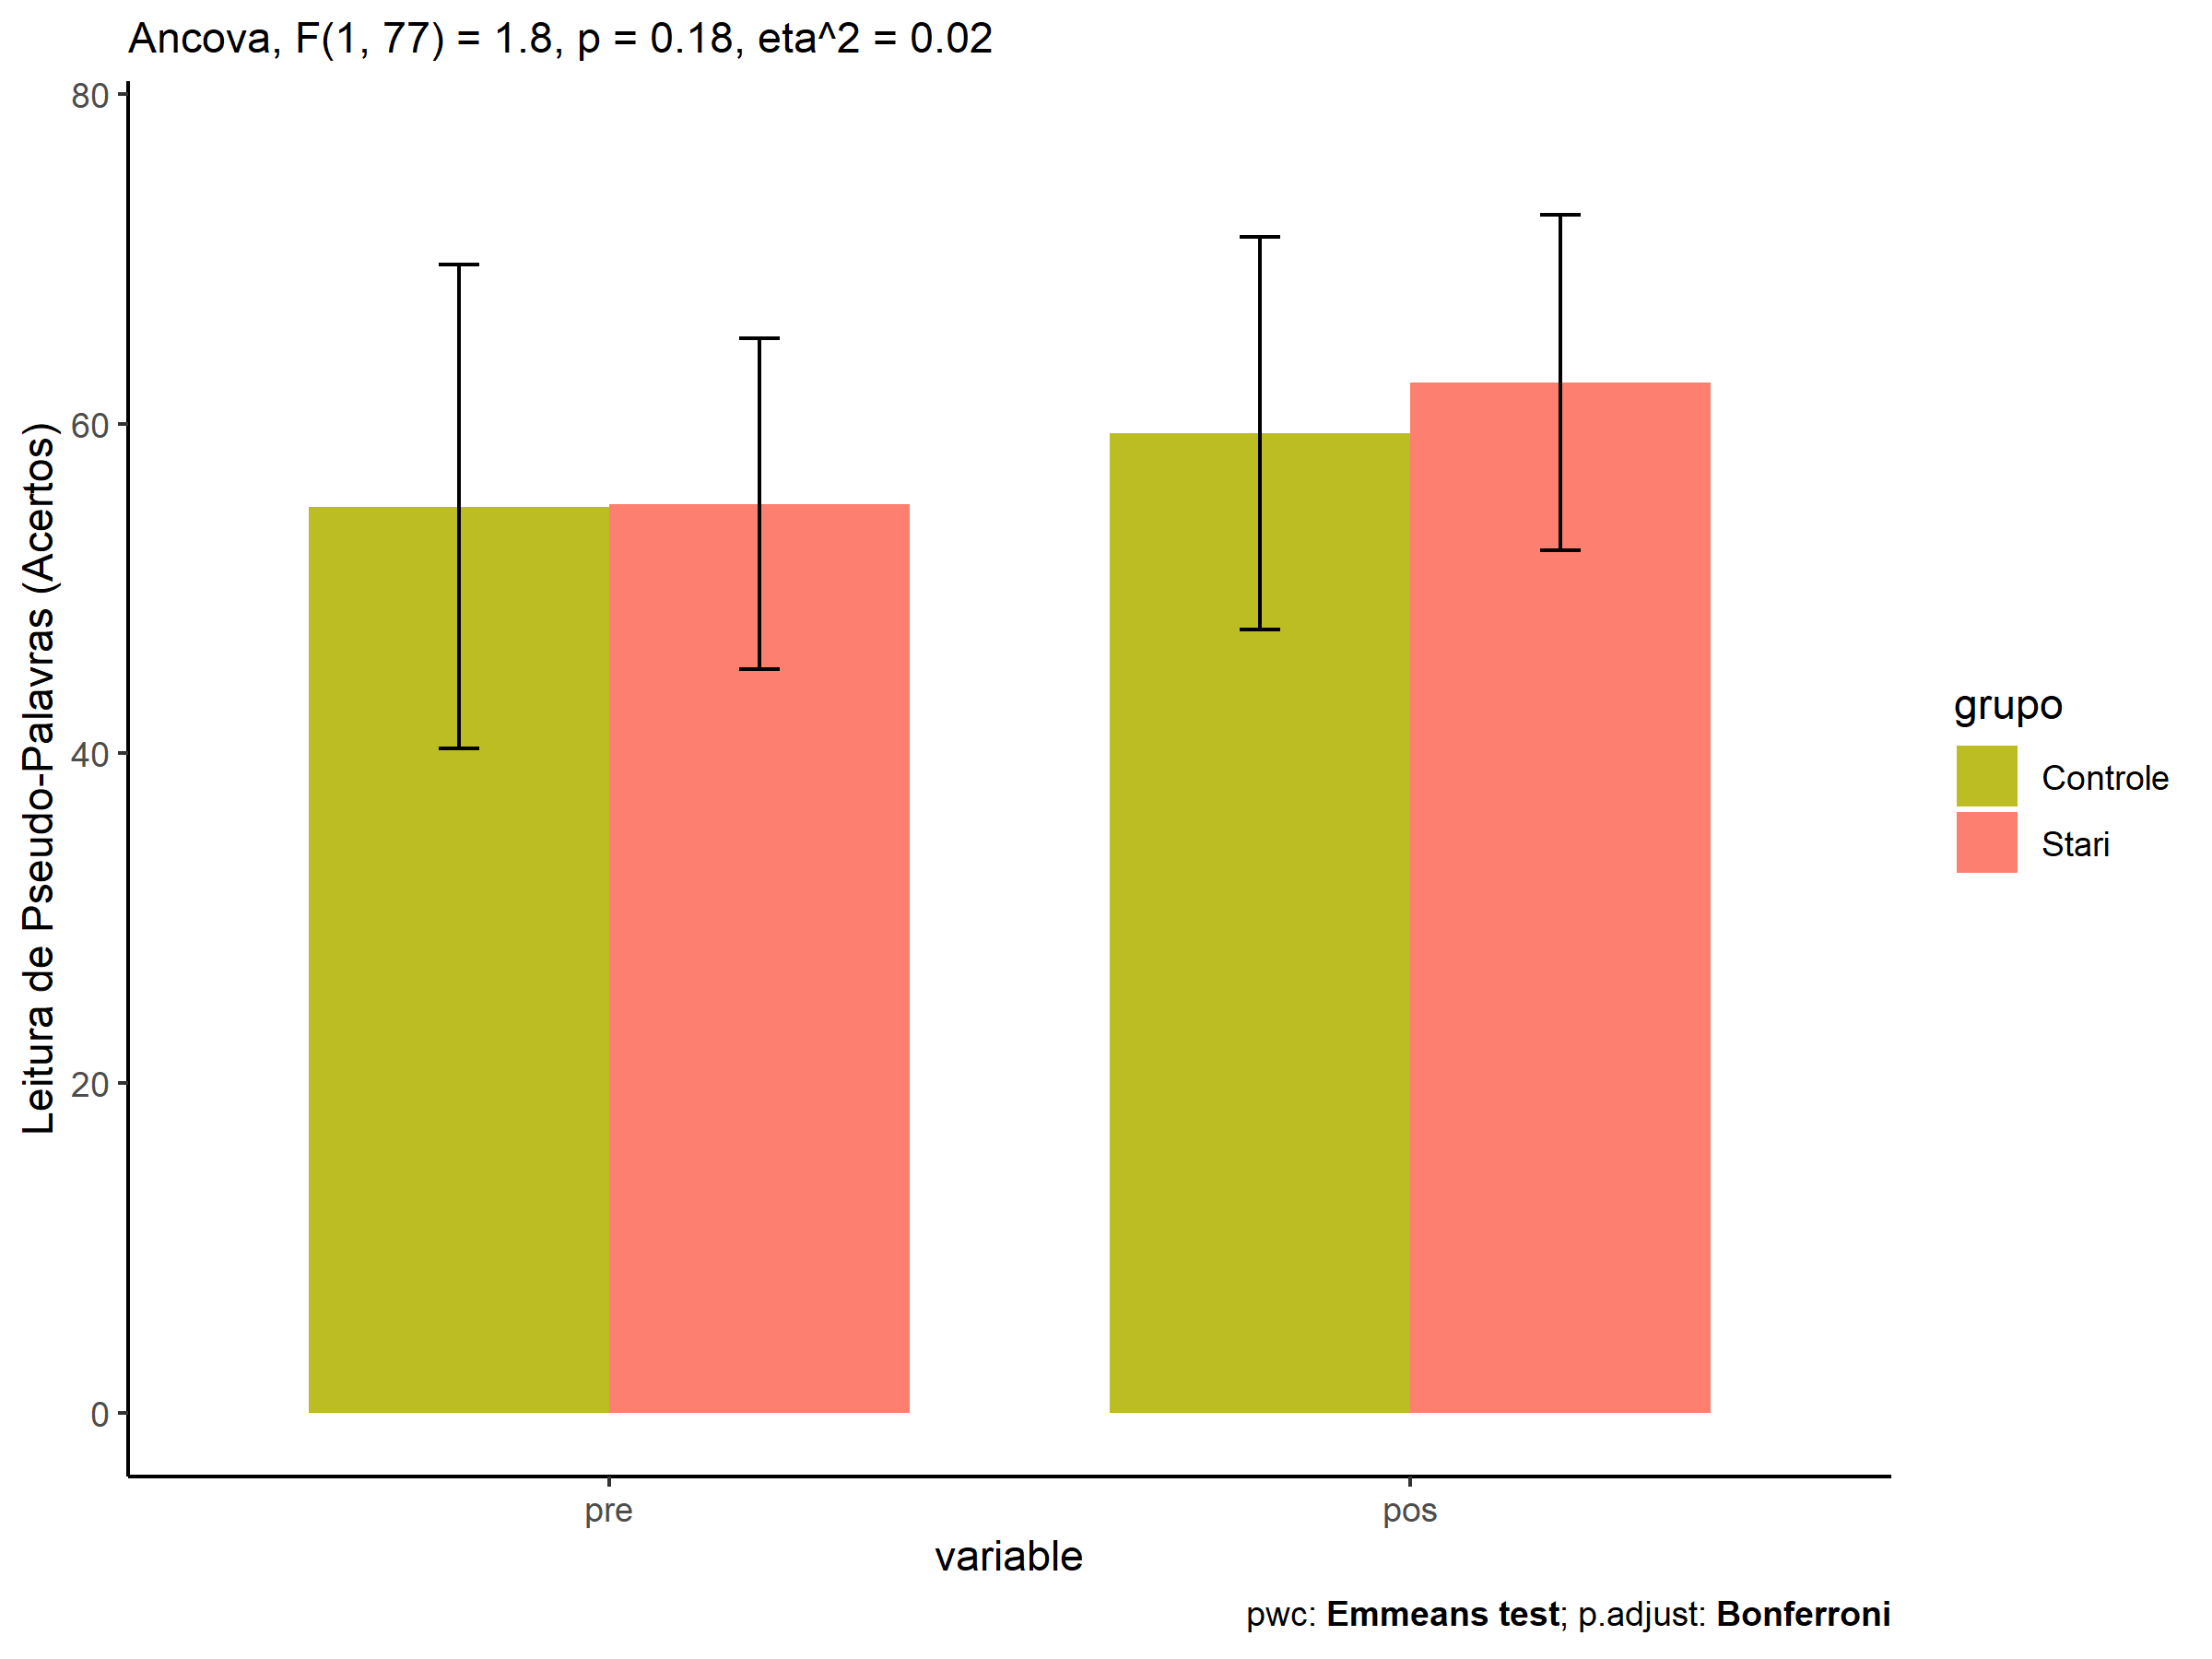 Ancova, F(1, 77) = 1.8, p = 0.18, eta^2 = 0.02
Leitura de Pseudo-Palavras (Acertos)
80
60
40
20
0
pre
pos
variable
grupo
Controle
Stari
pwc: Emmeans test; p.adjust: Bonferroni